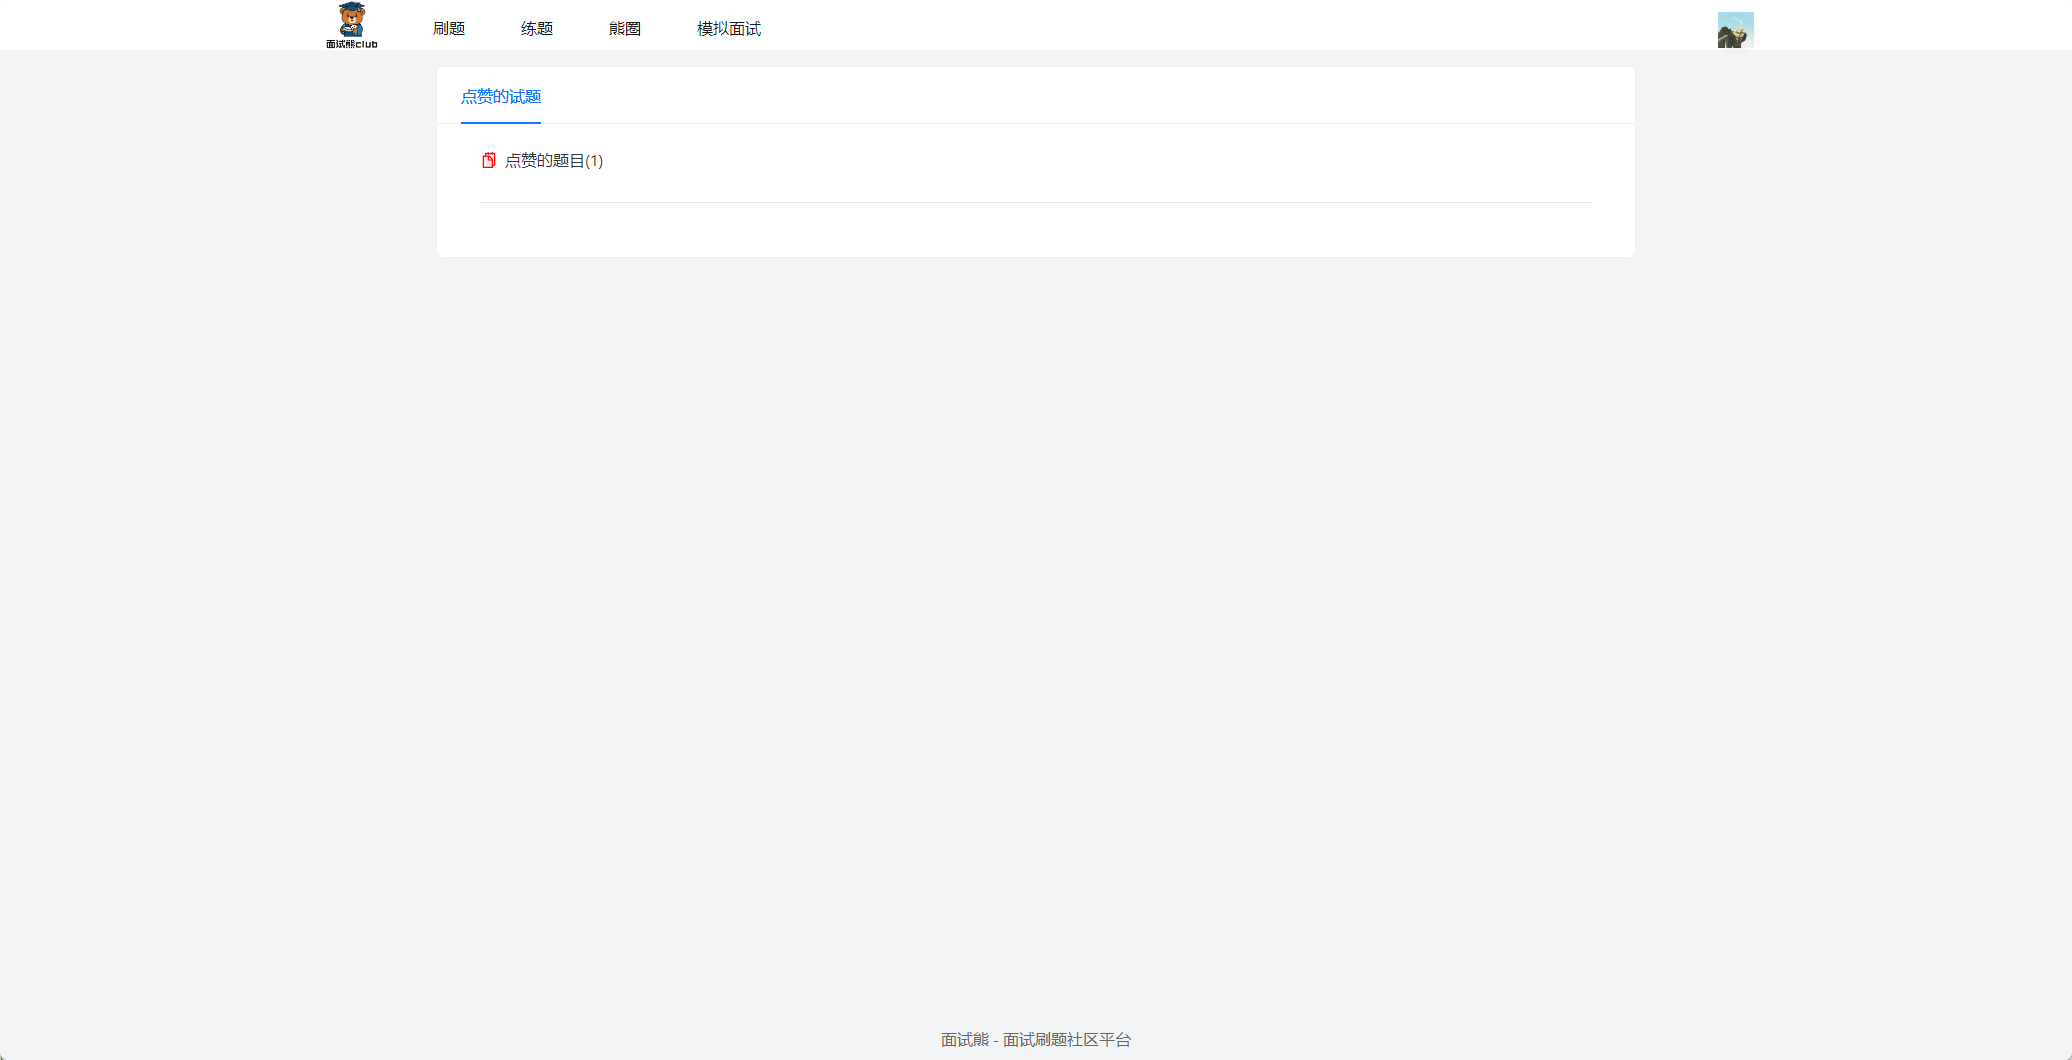 面试熊club
刷题 练题 熊圈 模拟面试
点赞的试题
点赞的题目(1)
面试熊 - 面试刷题社区平台